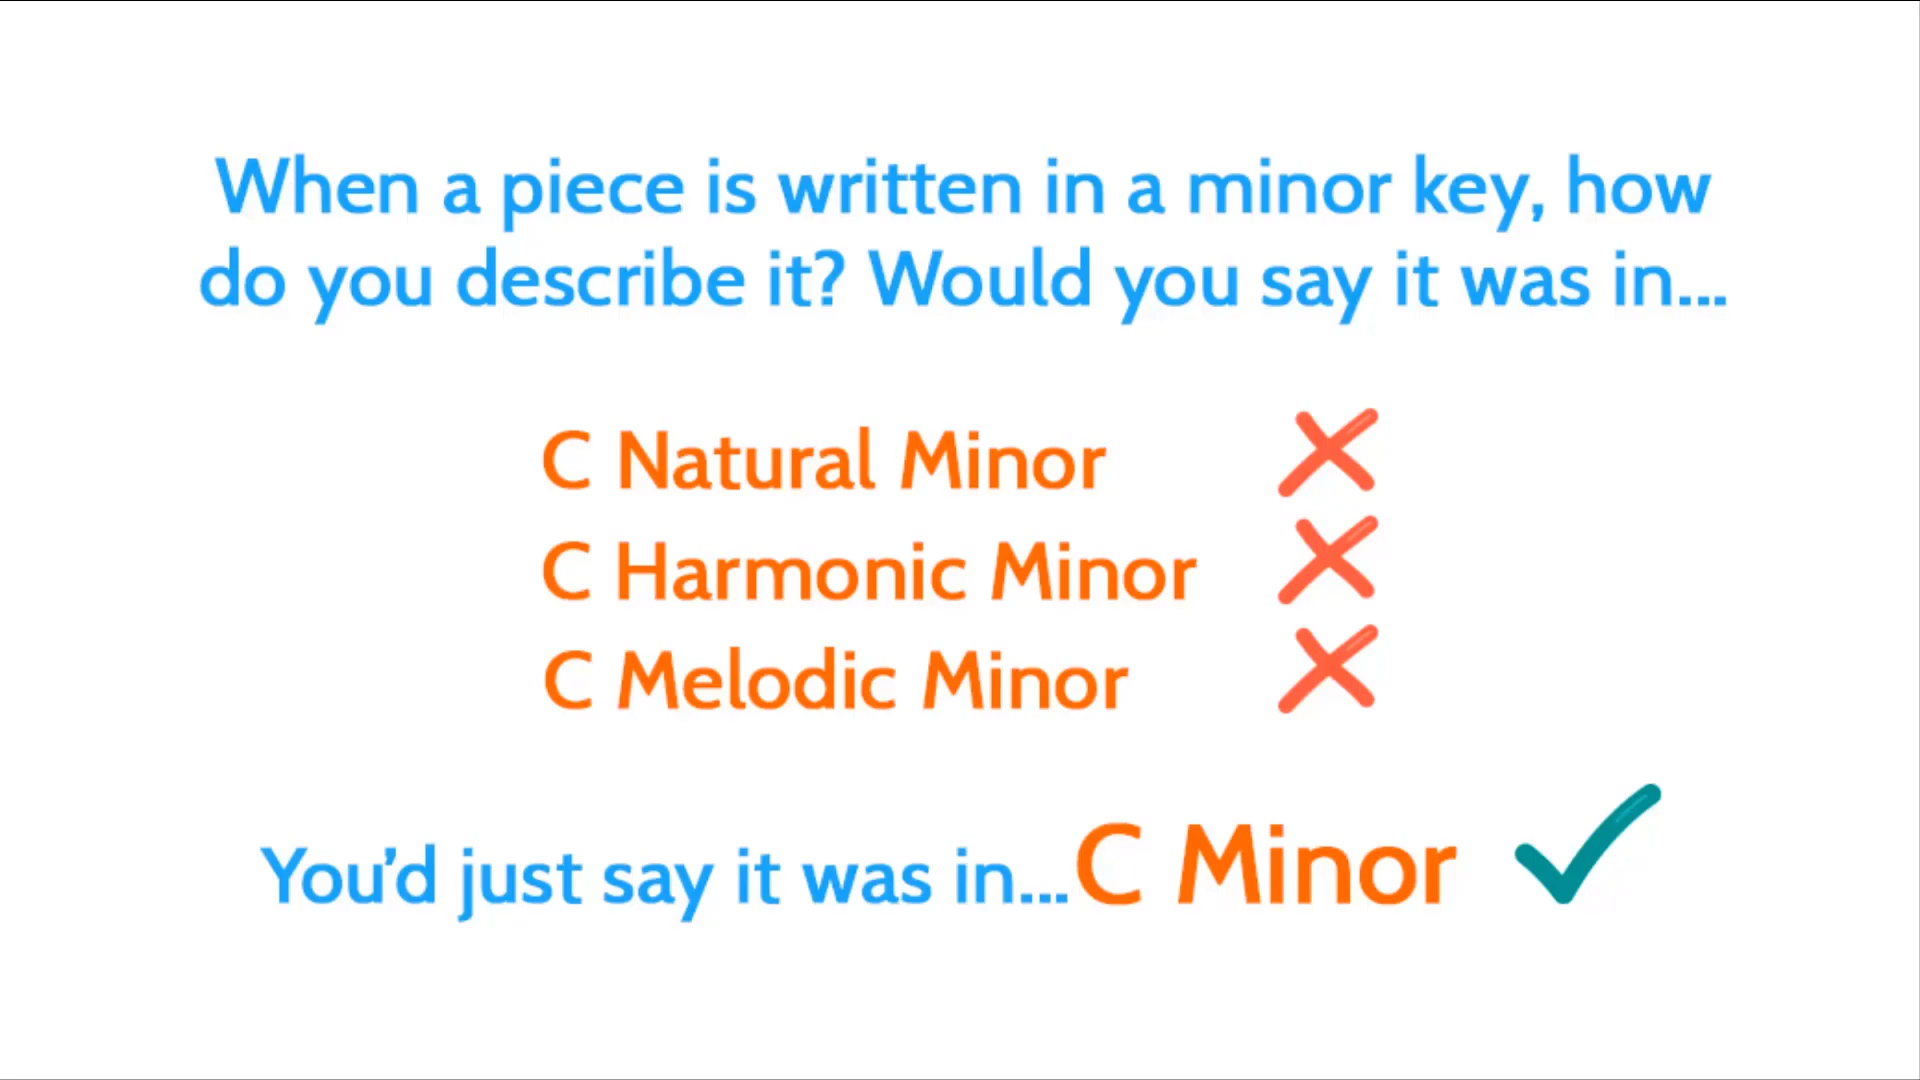 When a piece is written in a minor key, how
do you describe it? Would you say it was in...
C Natural Minor
C Harmonic Minor
C Melodic Minor
You'd just say it was in...C Minor